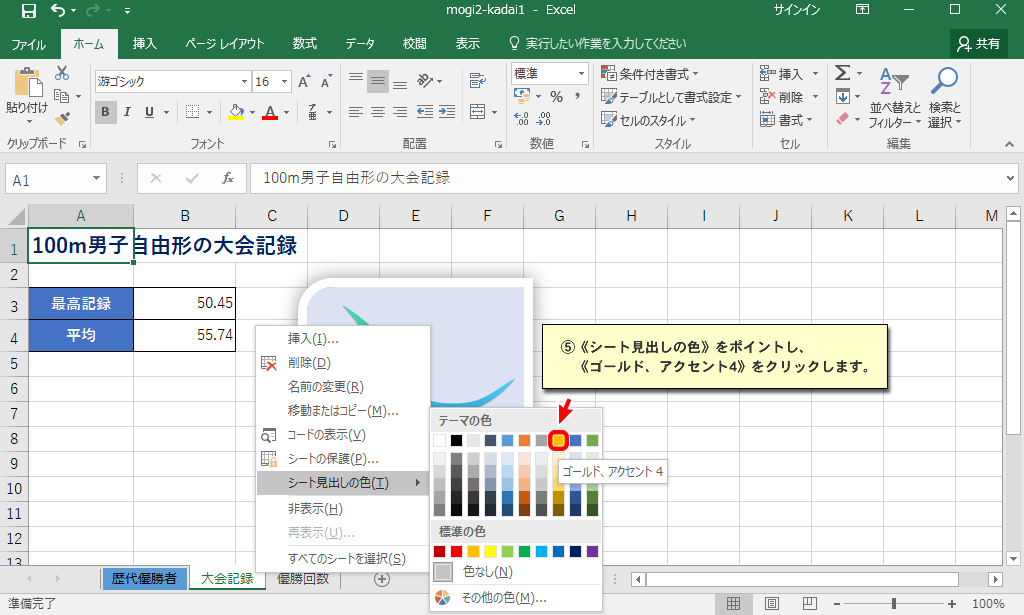 mogi2-kadai1 - Excel
サインイン
ファイル ホーム 挿入 ページ レイアウト 数式 データ 校閲 表示 実行したい作業を入力してください 共有
貼り付け
クリップボード
游ゴシック 16 A A
B I U A 亜
フォント
配置
標準
% ,
数値
条件付き書式
テーブルとして書式設定
セルのスタイル
スタイル
挿入
削除
書式
セル
並べ替えと
フィルター
検索と
選択
編集
A1 fx 100m男子自由形の大会記録
A B C D E F G H I J K L M
1 100m男子自由形の大会記録
2
3 最高記録 50.45
4 平均 55.74
5
6
7
8
9
10
11
12
13
挿入(I)...
削除(D)
名前の変更(R)
移動またはコピー(M)...
コードの表示(V)
シートの保護(P)...
シート見出しの色(T)
非表示(H)
再表示(U)...
すべてのシートを選択(S)
⑤《シート見出しの色》をポイントし、
《ゴールド、アクセント4》をクリックします。
テーマの色
ゴールド、アクセント 4
標準の色
色なし(N)
その他の色(M)...
歴代優勝者 大会記録 優勝回数
準備完了
100%